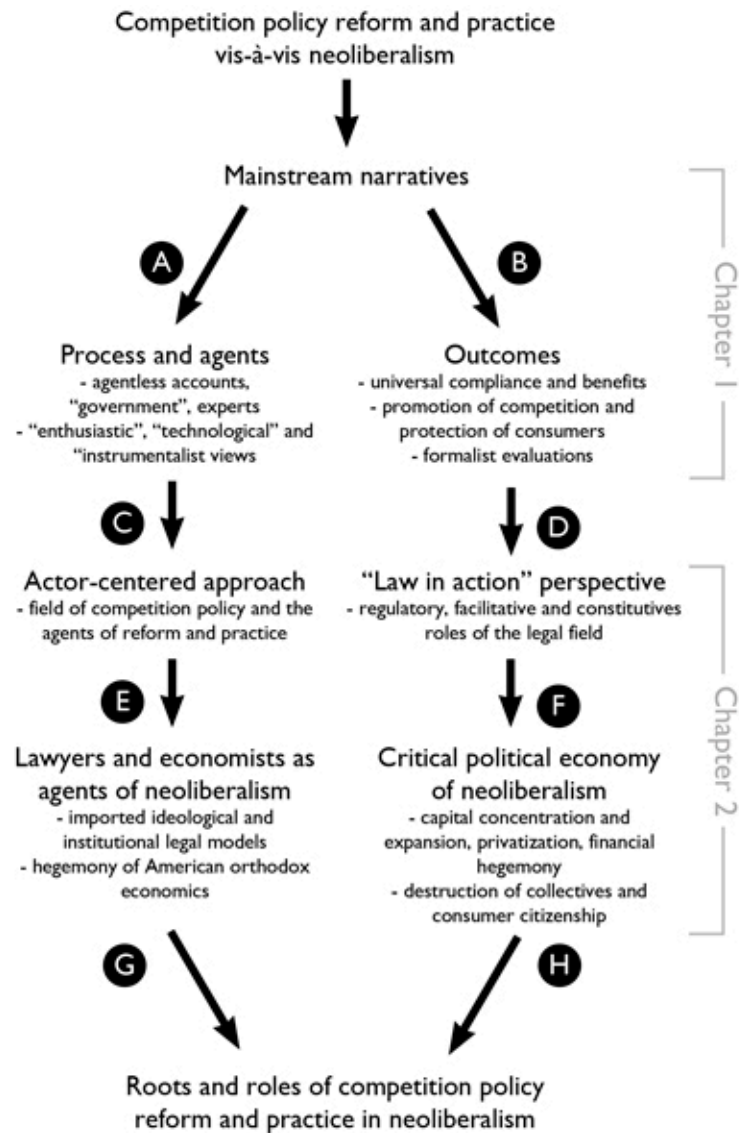 Competition policy reform and practice
vis-à-vis neoliberalism
Mainstream narratives
A
B
Process and agents
- agentless accounts,
“government”, experts
- “enthusiastic”, “technological” and
“instrumentalist views
Outcomes
- universal compliance and benefits
- promotion of competition and
protection of consumers
- formalist evaluations
Chapter 1
C
D
Actor-centered approach
- field of competition policy and the
agents of reform and practice
“Law in action” perspective
- regulatory, facilitative and constitutives
roles of the legal field
E
F
Lawyers and economists as
agents of neoliberalism
- imported ideological and
institutional legal models
- hegemony of American orthodox
economics
Critical political economy
of neoliberalism
- capital concentration and
expansion, privatization, financial
hegemony
- destruction of collectives and
consumer citizenship
Chapter 2
G
H
Roots and roles of competition policy
reform and practice in neoliberalism